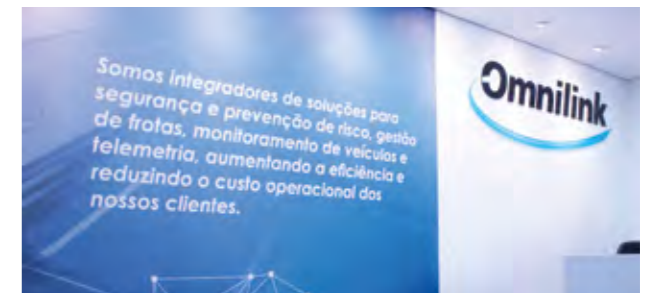 Somos integradores de soluções para
segurança e prevenção de risco, gestão
de frotas, monitoramento de veículos e
telemetria, aumentando a eficiência e
reduzindo o custo operacional dos
nossos clientes.
Omnilink